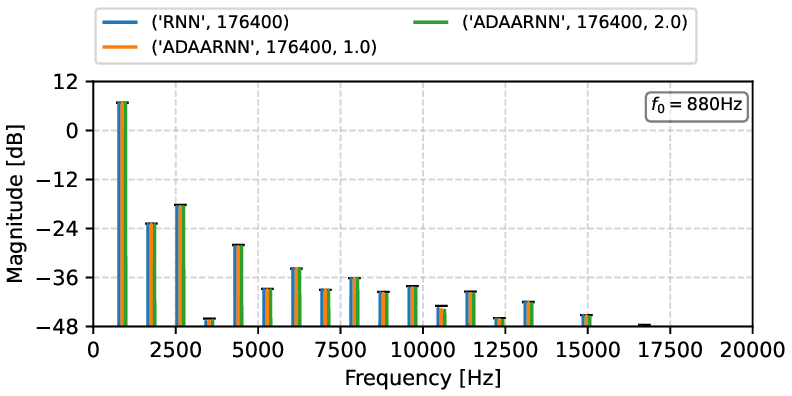 ('RNN', 176400)
('ADAARNN', 176400, 1.0)
('ADAARNN', 176400, 2.0)
f₀ = 880Hz
Magnitude [dB]
12
0
−12
−24
−36
−48
0 2500 5000 7500 10000 12500 15000 17500 20000
Frequency [Hz]